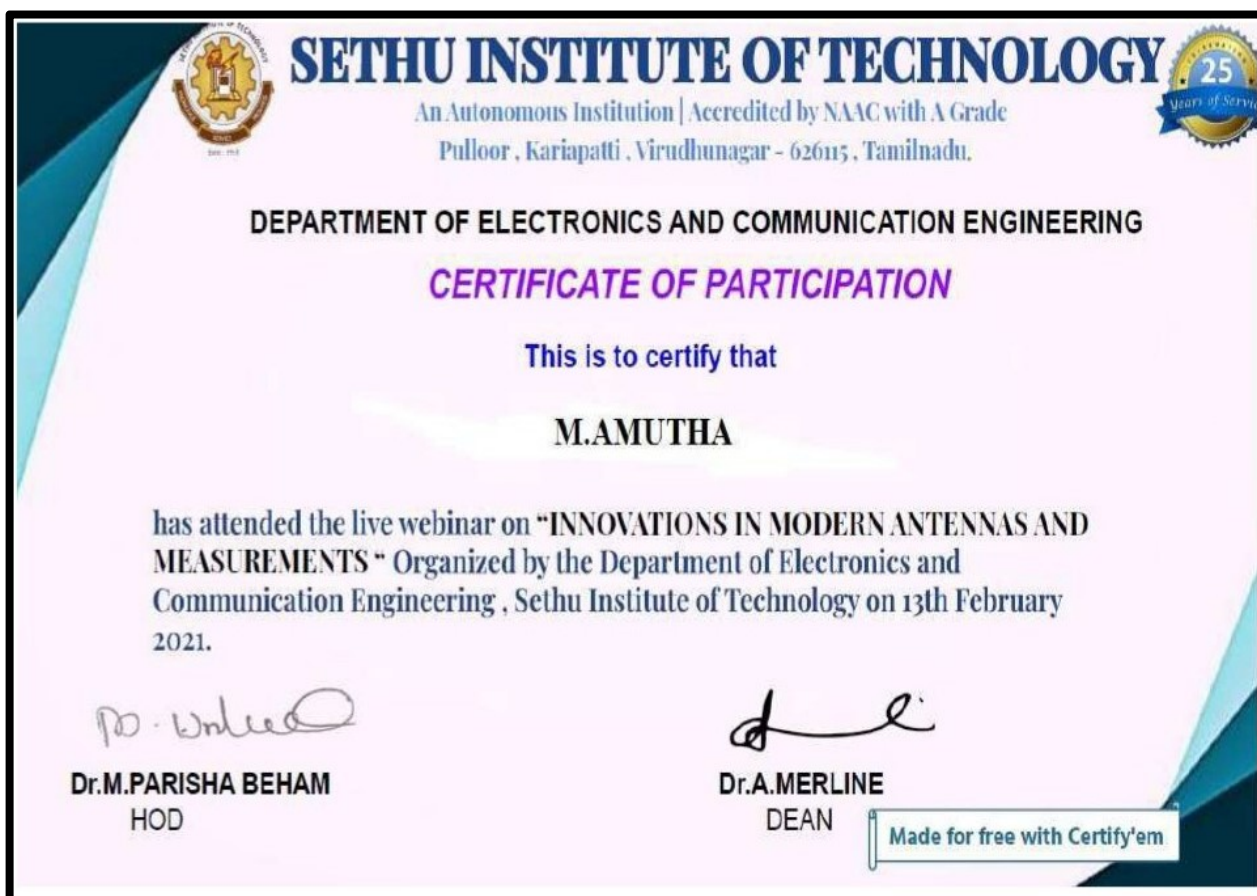 SETHU INSTITUTE OF TECHNOLOGY
25
Years of Service
An Autonomous Institution | Accredited by NAAC with A Grade
Pulloor , Kariapatti , Virudhunagar - 626115 , Tamilnadu.
DEPARTMENT OF ELECTRONICS AND COMMUNICATION ENGINEERING
CERTIFICATE OF PARTICIPATION
This is to certify that
M.AMUTHA
has attended the live webinar on “INNOVATIONS IN MODERN ANTENNAS AND
MEASUREMENTS “ Organized by the Department of Electronics and
Communication Engineering , Sethu Institute of Technology on 13th February
2021.
Dr.M.PARISHA BEHAM
Dr.A.MERLINE
HOD
DEAN
Made for free with Certify'em